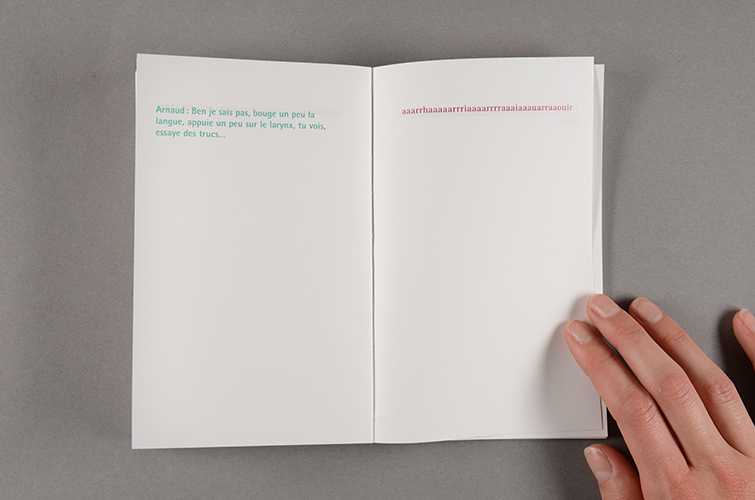 Arnaud : Ben je sais pas, bouge un peu la
langue, appuie un peu sur le larynx, tu vois,
essaye des trucs...
aaarrhaaaaarrriaaaarrrraaaiaaauarraaouir